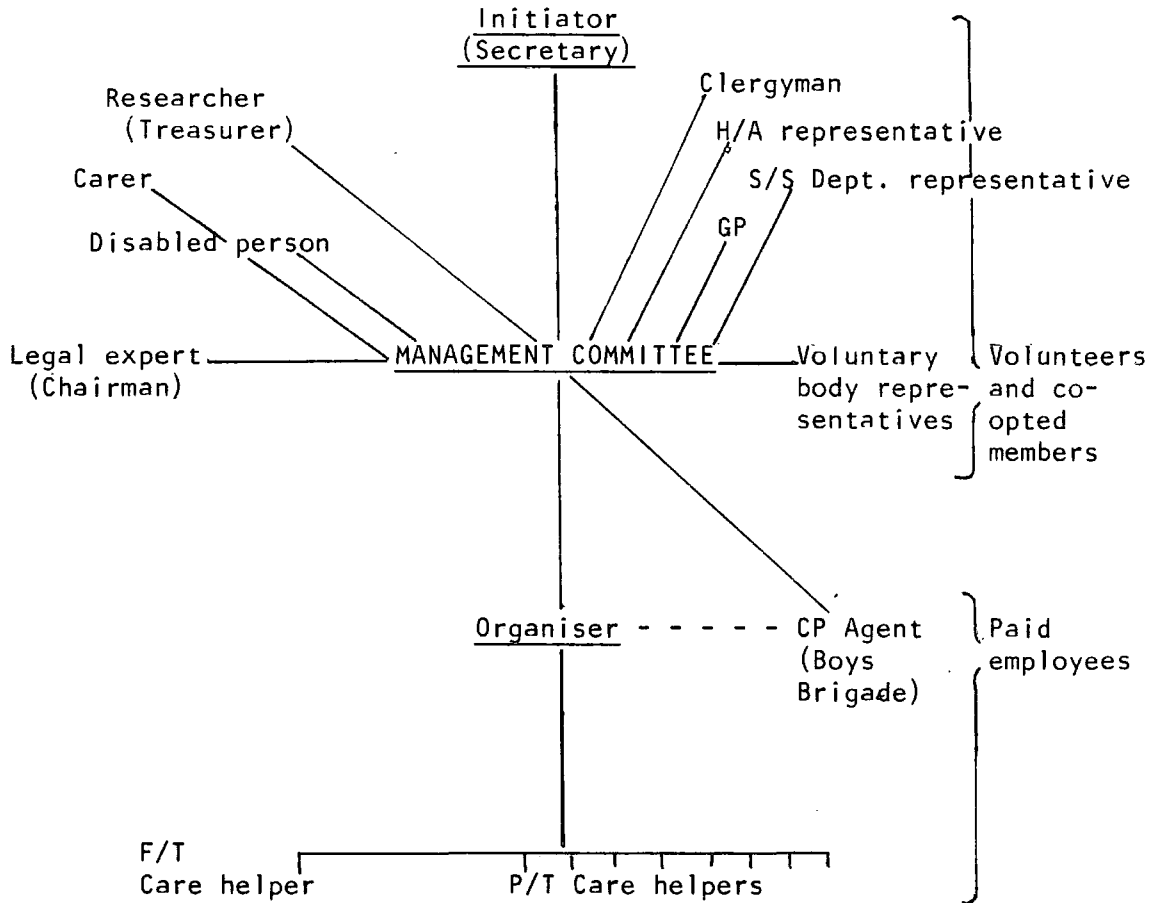 Initiator
(Secretary)
Researcher
(Treasurer)
Clergyman
H/A representative
Carer
S/S Dept. representative
Disabled person
GP
Legal expert
(Chairman)
MANAGEMENT COMMITTEE
Voluntary
body repre-
sentatives
Volunteers
and co-
opted
members
Organiser
CP Agent
(Boys
Brigade)
Paid
employees
F/T
Care helper
P/T Care helpers